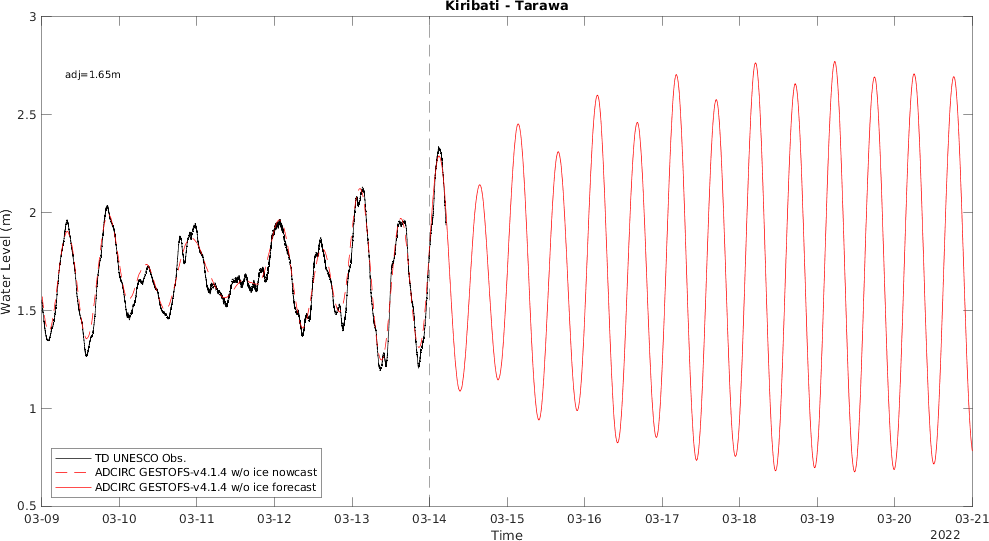 Kiribati - Tarawa
3
adj=1.65m
2.5
2
Water Level (m)
1.5
1
TD UNESCO Obs.
ADCIRC GESTOFS-v4.1.4 w/o ice nowcast
ADCIRC GESTOFS-v4.1.4 w/o ice forecast
0.5
03-09 03-10 03-11 03-12 03-13 03-14 03-15 03-16 03-17 03-18 03-19 03-20 03-21
Time
2022